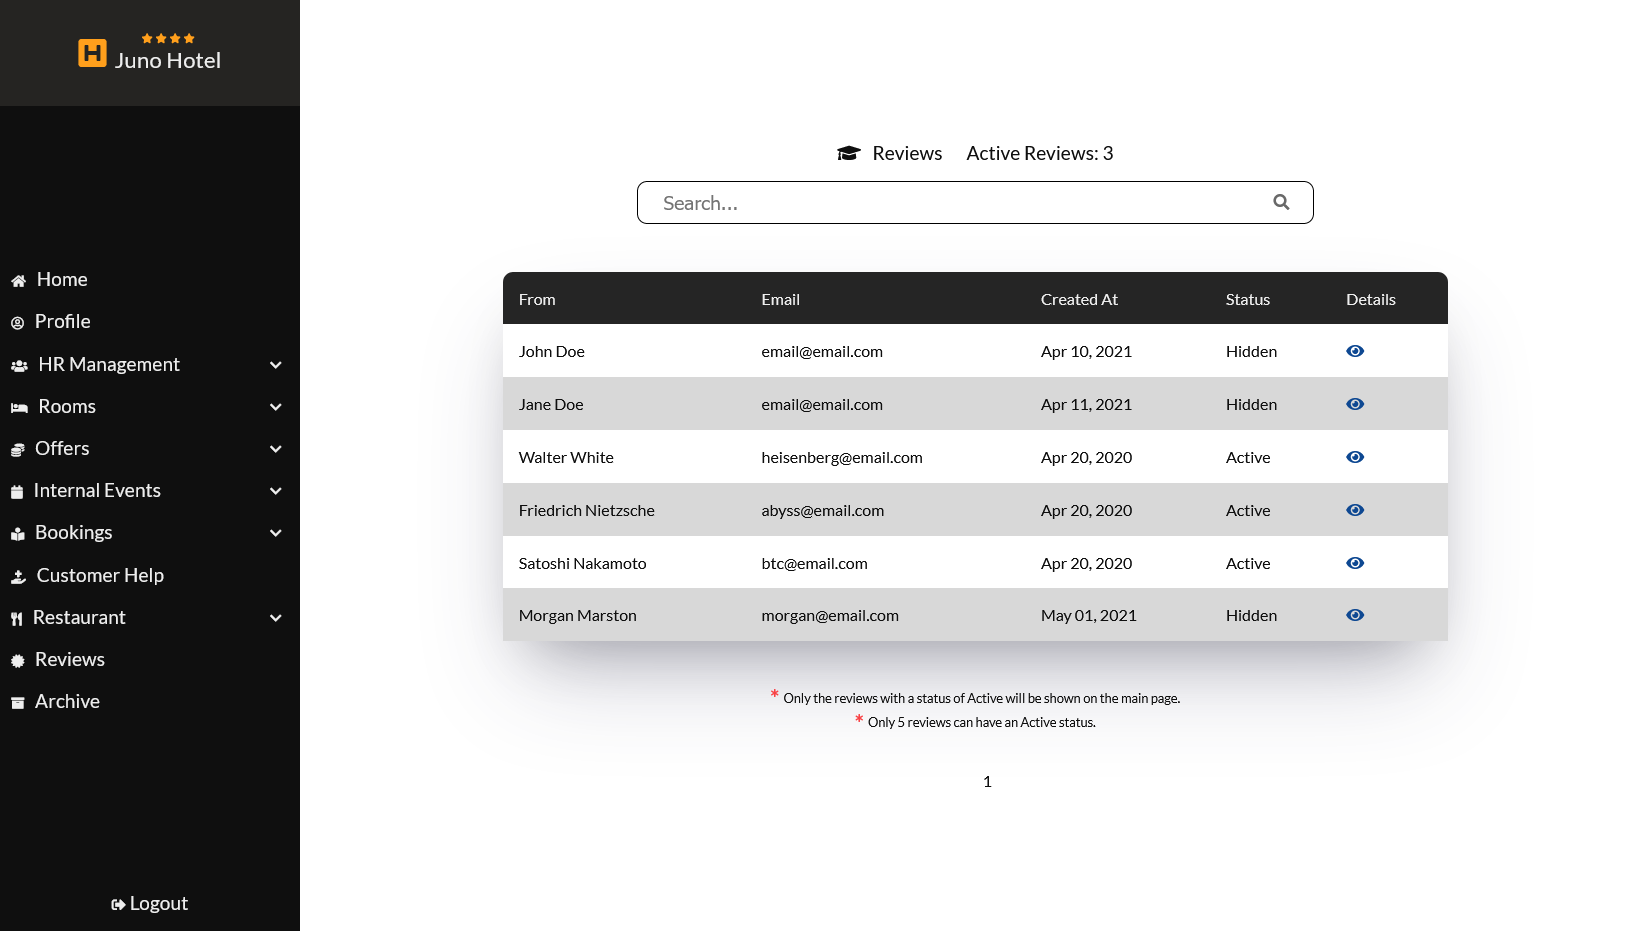 Juno Hotel
Home
Profile
HR Management
Rooms
Offers
Internal Events
Bookings
Customer Help
Restaurant
Reviews
Archive
Logout
Reviews Active Reviews: 3
Search...
From Email Created At Status Details
John Doe email@email.com Apr 10, 2021 Hidden
Jane Doe email@email.com Apr 11, 2021 Hidden
Walter White heisenberg@email.com Apr 20, 2020 Active
Friedrich Nietzsche abyss@email.com Apr 20, 2020 Active
Satoshi Nakamoto btc@email.com Apr 20, 2020 Active
Morgan Marston morgan@email.com May 01, 2021 Hidden
* Only the reviews with a status of Active will be shown on the main page.
* Only 5 reviews can have an Active status.
1